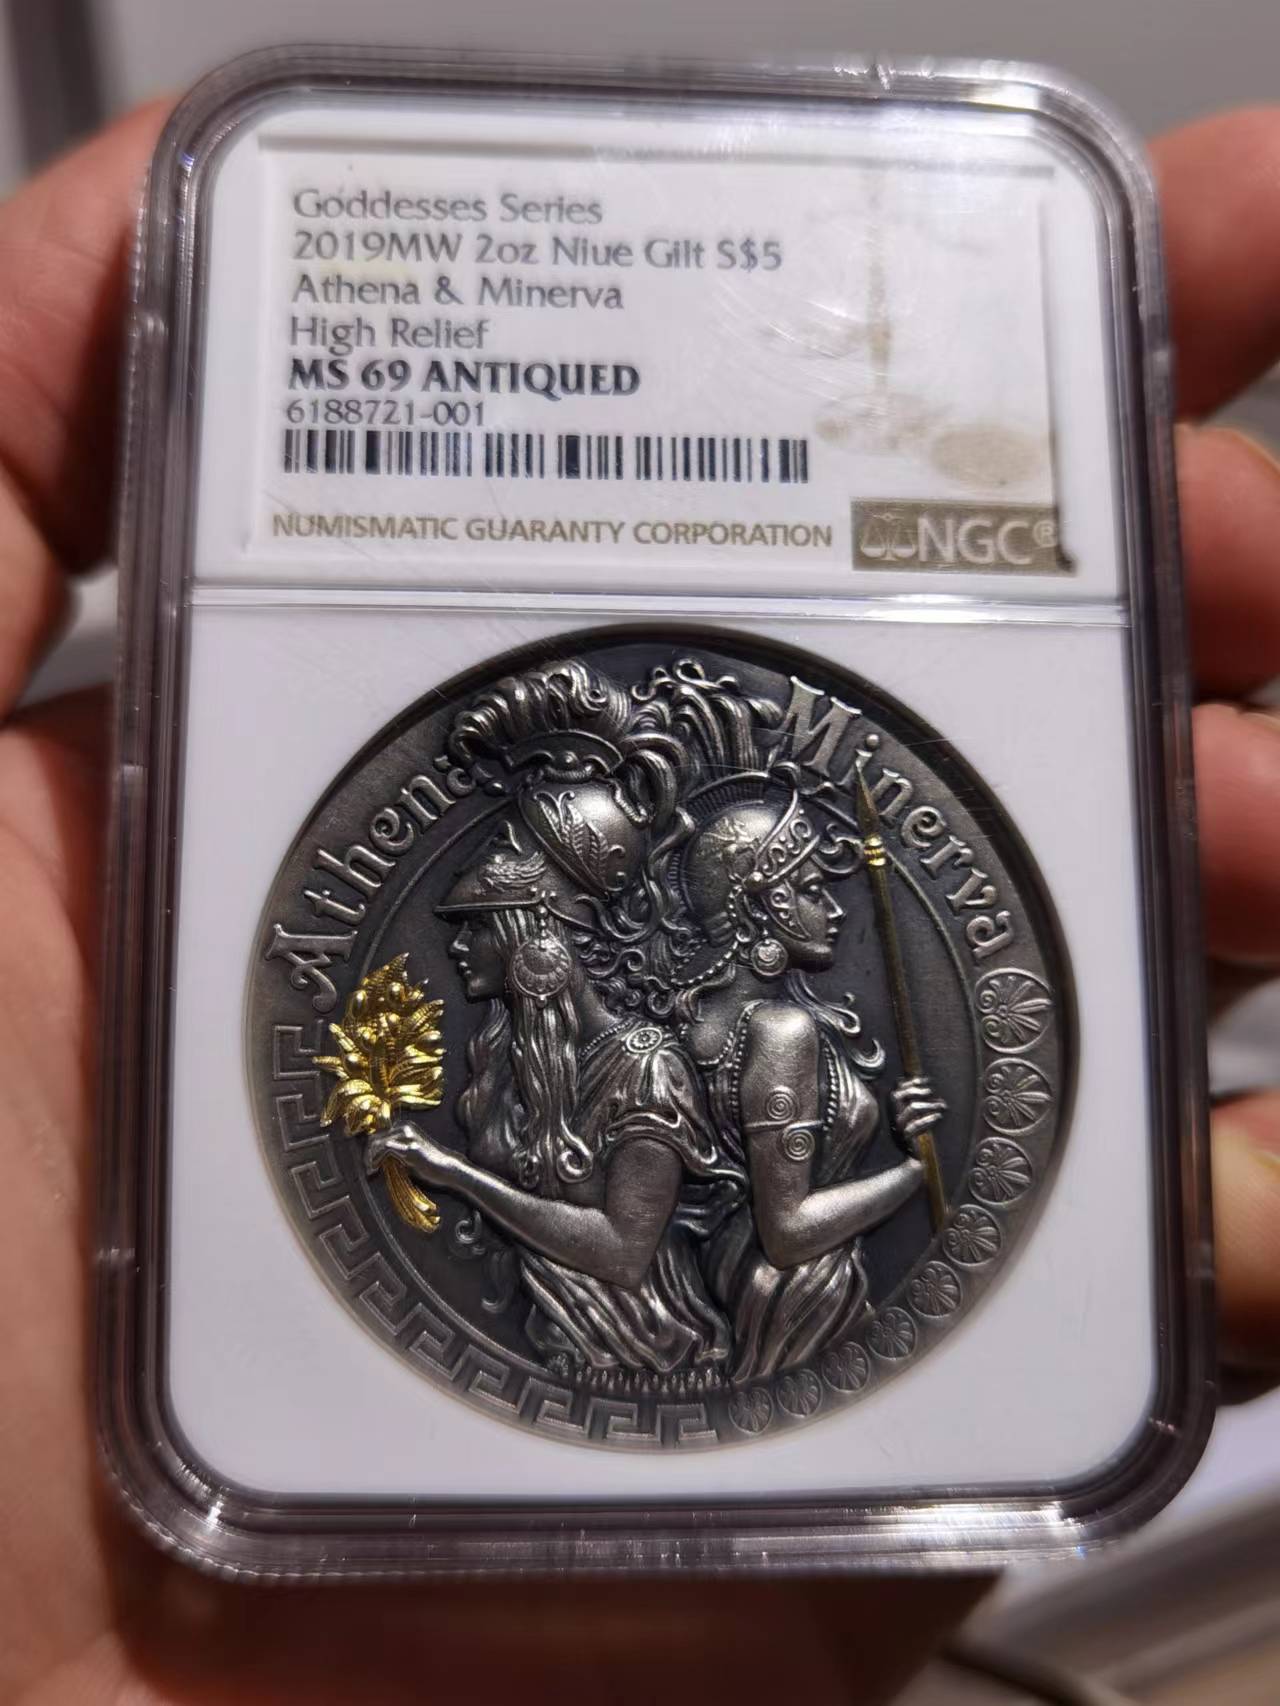 Goddesses Series
2019MW 2oz Niue Gilt S$5
Athena & Minerva
High Relief
MS 69 ANTIQUED
6188721-001
NUMISMATIC GUARANTY CORPORATION NGC®
Athena Minerva